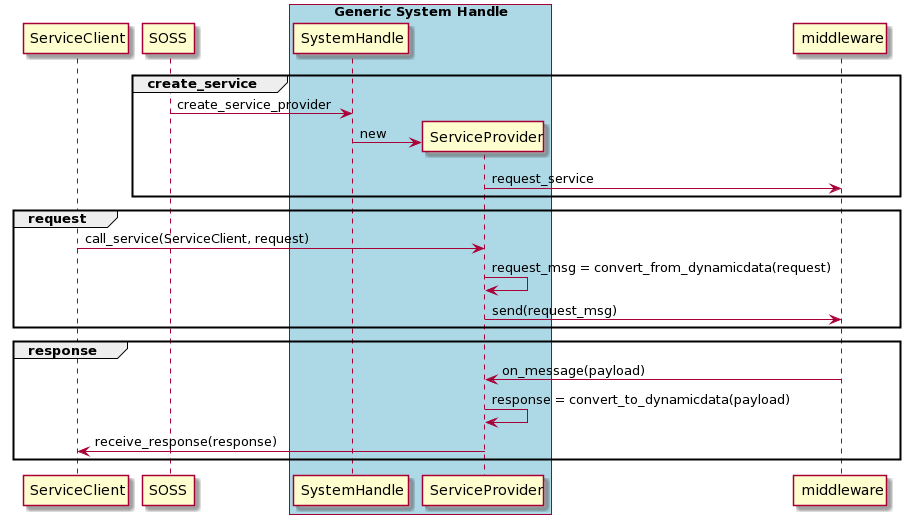 Generic System Handle
ServiceClient
SOSS
SystemHandle
middleware
create_service
create_service_provider
new
ServiceProvider
request_service
request
call_service(ServiceClient, request)
request_msg = convert_from_dynamicdata(request)
send(request_msg)
response
on_message(payload)
response = convert_to_dynamicdata(payload)
receive_response(response)
ServiceClient
SOSS
SystemHandle
ServiceProvider
middleware